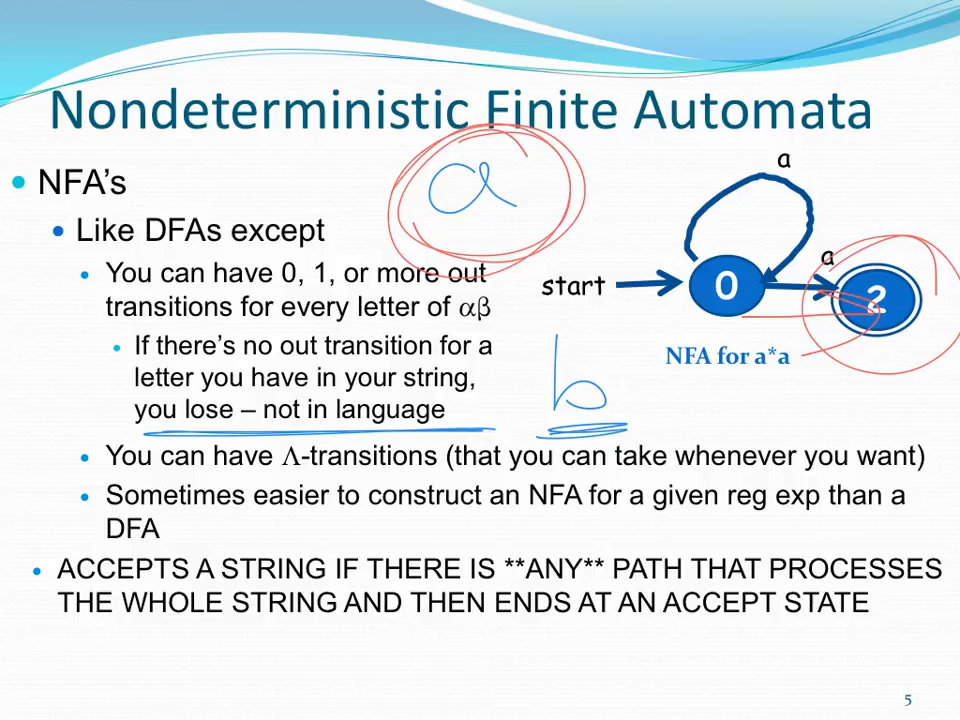 Nondeterministic Finite Automata
• NFA’s
• Like DFAs except
• You can have 0, 1, or more out
transitions for every letter of αβ
• If there’s no out transition for a
letter you have in your string,
you lose – not in language
• You can have Λ-transitions (that you can take whenever you want)
• Sometimes easier to construct an NFA for a given reg exp than a
DFA
• ACCEPTS A STRING IF THERE IS **ANY** PATH THAT PROCESSES
THE WHOLE STRING AND THEN ENDS AT AN ACCEPT STATE
a
a
a
start
0
2
NFA for a*a
b
5